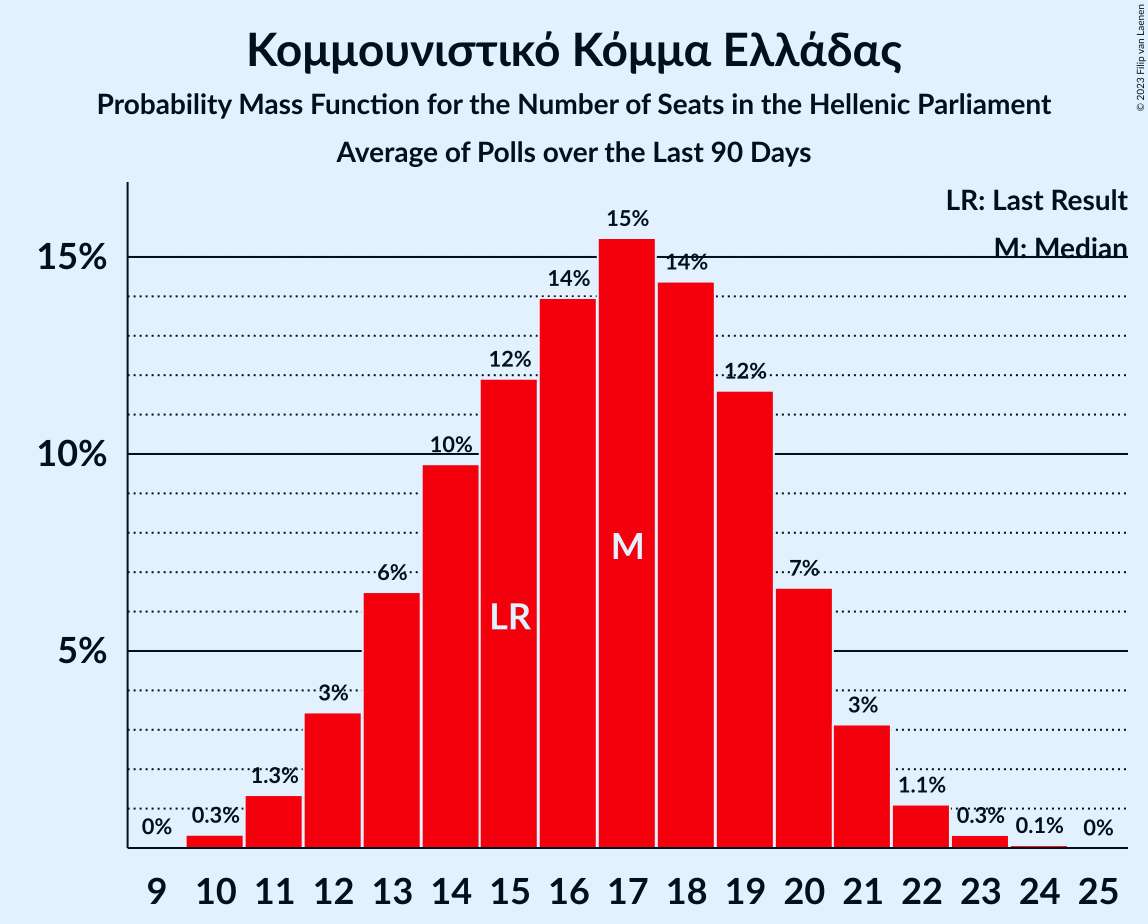 Κομμουνιστικό Κόμμα Ελλάδας
Probability Mass Function for the Number of Seats in the Hellenic Parliament
Average of Polls over the Last 90 Days
© 2023 Filip van Laenen
LR: Last Result
M: Median
15%
10%
5%
0%
0.3%
1.3%
3%
6%
10%
12%
14%
15%
14%
12%
7%
3%
1.1%
0.3%
0.1%
0%
LR
M
9 10 11 12 13 14 15 16 17 18 19 20 21 22 23 24 25